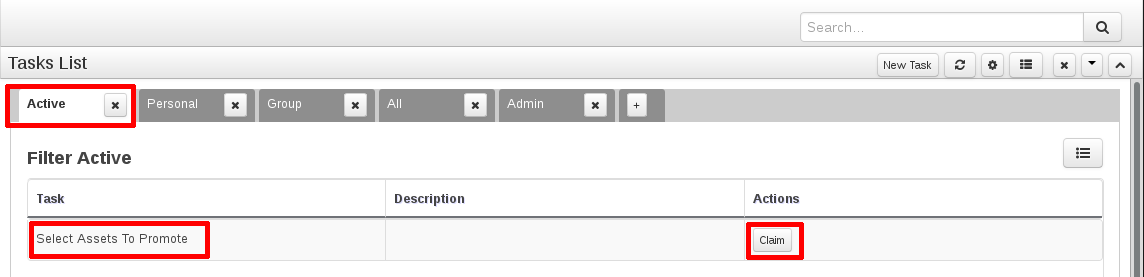 Search...
Tasks List
New Task
Active Personal Group All Admin +
Filter Active
Task Description Actions
Select Assets To Promote Claim